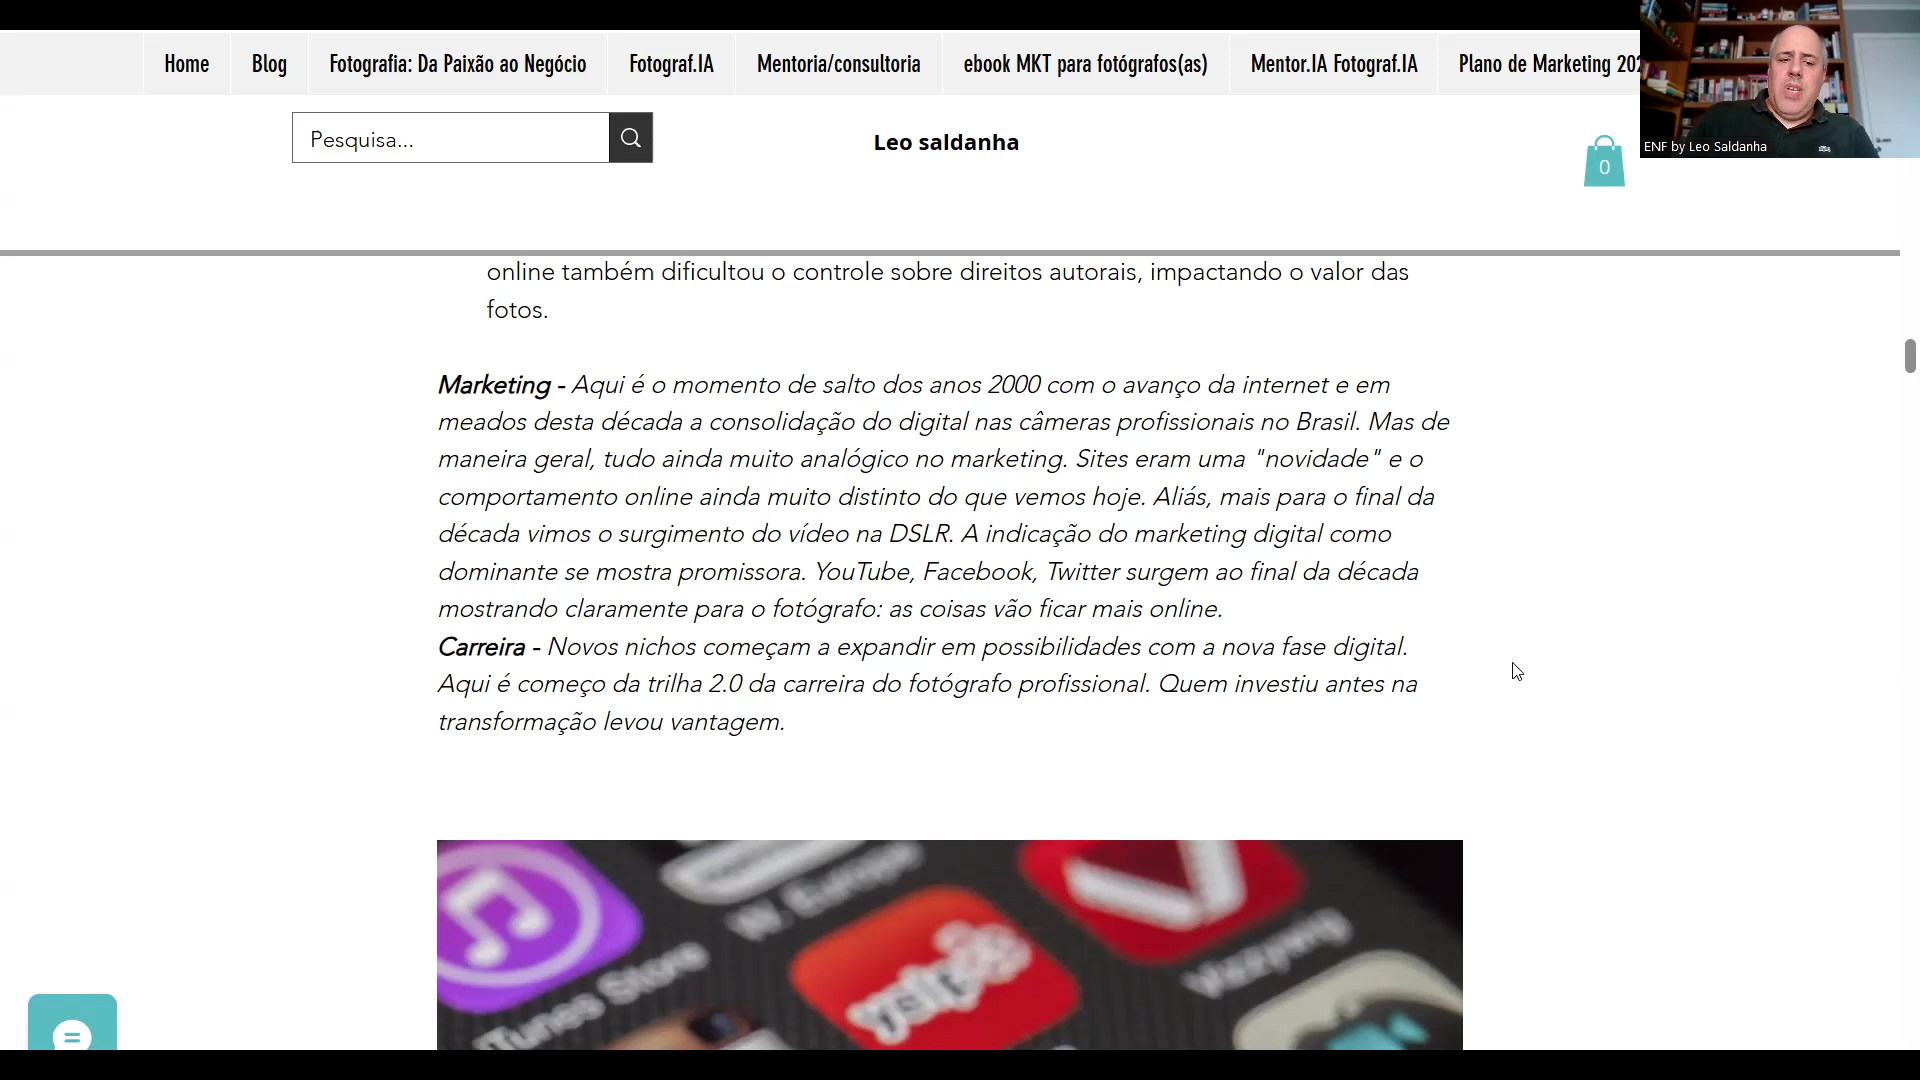 Home Blog Fotografia: Da Paixão ao Negócio Fotograf.IA Mentoria/consultoria ebook MKT para fotógrafos(as) Mentor.IA Fotograf.IA Plano de Marketing 202
Pesquisa...
Leo saldanha
0
ENF by Leo Saldanha
online também dificultou o controle sobre direitos autorais, impactando o valor das
fotos.
Marketing - Aqui é o momento de salto dos anos 2000 com o avanço da internet e em
meados desta década a consolidação do digital nas câmeras profissionais no Brasil. Mas de
maneira geral, tudo ainda muito analógico no marketing. Sites eram uma "novidade" e o
comportamento online ainda muito distinto do que vemos hoje. Aliás, mais para o final da
década vimos o surgimento do vídeo na DSLR. A indicação do marketing digital como
dominante se mostra promissora. YouTube, Facebook, Twitter surgem ao final da década
mostrando claramente para o fotógrafo: as coisas vão ficar mais online.
Carreira - Novos nichos começam a expandir em possibilidades com a nova fase digital.
Aqui é começo da trilha 2.0 da carreira do fotógrafo profissional. Quem investiu antes na
transformação levou vantagem.
W. Europe
iTunes Store
yelp
Vizzywig